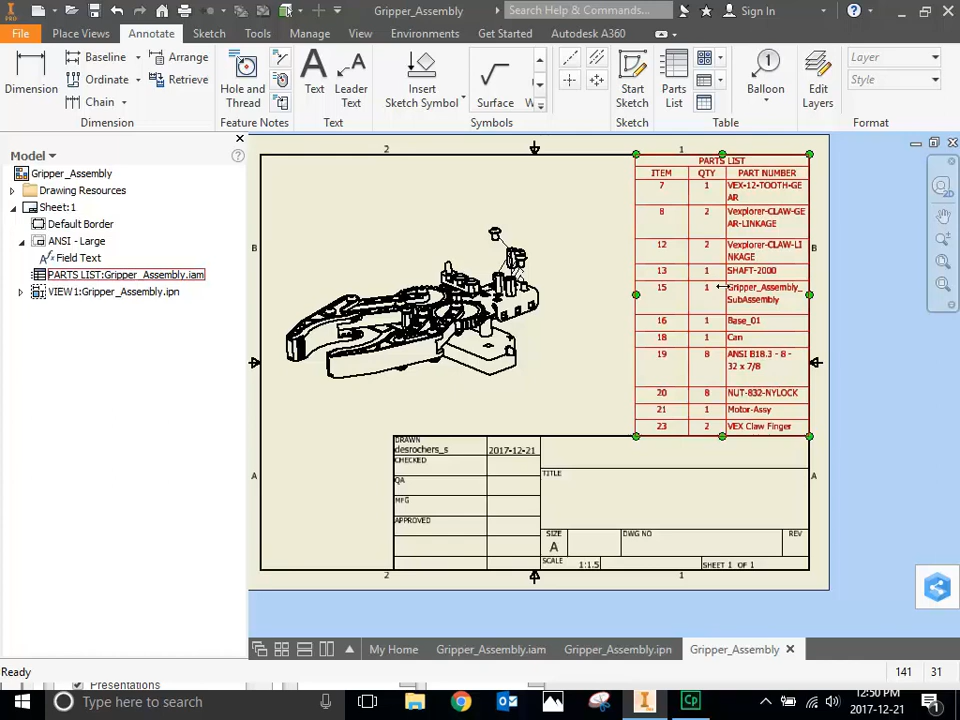 Gripper_Assembly
Search Help & Commands...
Sign In
File
Place Views
Annotate
Sketch
Tools
Manage
View
Environments
Get Started
Autodesk A360
Dimension
Baseline
Ordinate
Chain
Arrange
Retrieve
Dimension
Hole and
Thread
Feature Notes
Text
Leader
Text
Text
Insert
Sketch Symbol
Surface
Symbols
Start
Sketch
Sketch
Parts
List
Table
Balloon
Edit
Layers
Layer
Style
Format
Model
Gripper_Assembly
Drawing Resources
Sheet:1
Default Border
ANSI - Large
Field Text
PARTS LIST:Gripper_Assembly.iam
VIEW1:Gripper_Assembly.ipn
2
1
B
B
A
A
2
1
PARTS LIST
ITEM QTY PART NUMBER
7 1 VEX-12-TOOTH-GE
AR
8 2 Vexplorer-CLAW-GE
AR-LINKAGE
12 2 Vexplorer-CLAW-LI
NKAGE
13 1 SHAFT-2000
15 1 Gripper_Assembly_
SubAssembly
16 1 Base_01
18 1 Can
19 8 ANSI B18.3 - 8 -
32 x 7/8
20 8 NUT-832-NYLOCK
21 1 Motor-Assy
23 2 VEX Claw Finger
DRAWN
desrochers_s 2017-12-21
CHECKED
QA
MFG
APPROVED
TITLE
SIZE
A
DWG NO
REV
SCALE
1:1.5
SHEET 1 OF 1
My Home
Gripper_Assembly.iam
Gripper_Assembly.ipn
Gripper_Assembly
Ready
141
31
Presentations
Type here to search
12:50 PM
2017-12-21